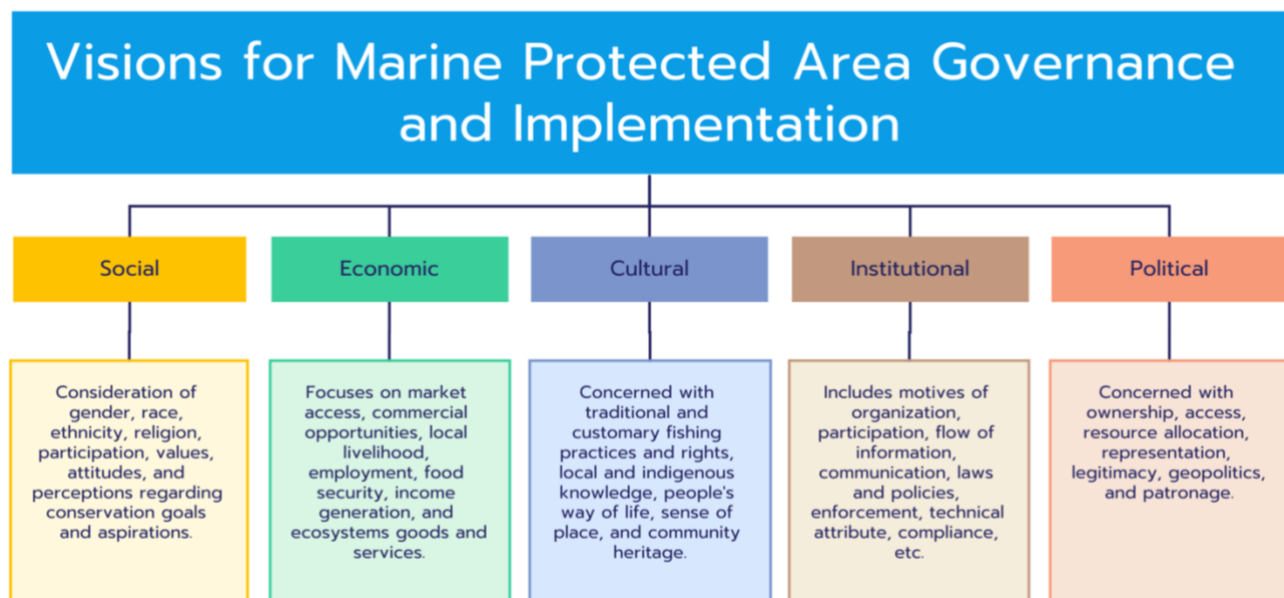 Visions for Marine Protected Area Governance
and Implementation
Social
Economic
Cultural
Institutional
Political
Consideration of
gender, race,
ethnicity, religion,
participation, values,
attitudes, and
perceptions regarding
conservation goals
and aspirations.
Focuses on market
access, commercial
opportunities, local
livelihood,
employment, food
security, income
generation, and
ecosystems goods and
services.
Concerned with
traditional and
customary fishing
practices and rights,
local and indigenous
knowledge, people's
way of life, sense of
place, and community
heritage.
Includes motives of
organization,
participation, flow of
information,
communication, laws
and policies,
enforcement, technical
attribute, compliance,
etc.
Concerned with
ownership, access,
resource allocation,
representation,
legitimacy, geopolitics,
and patronage.